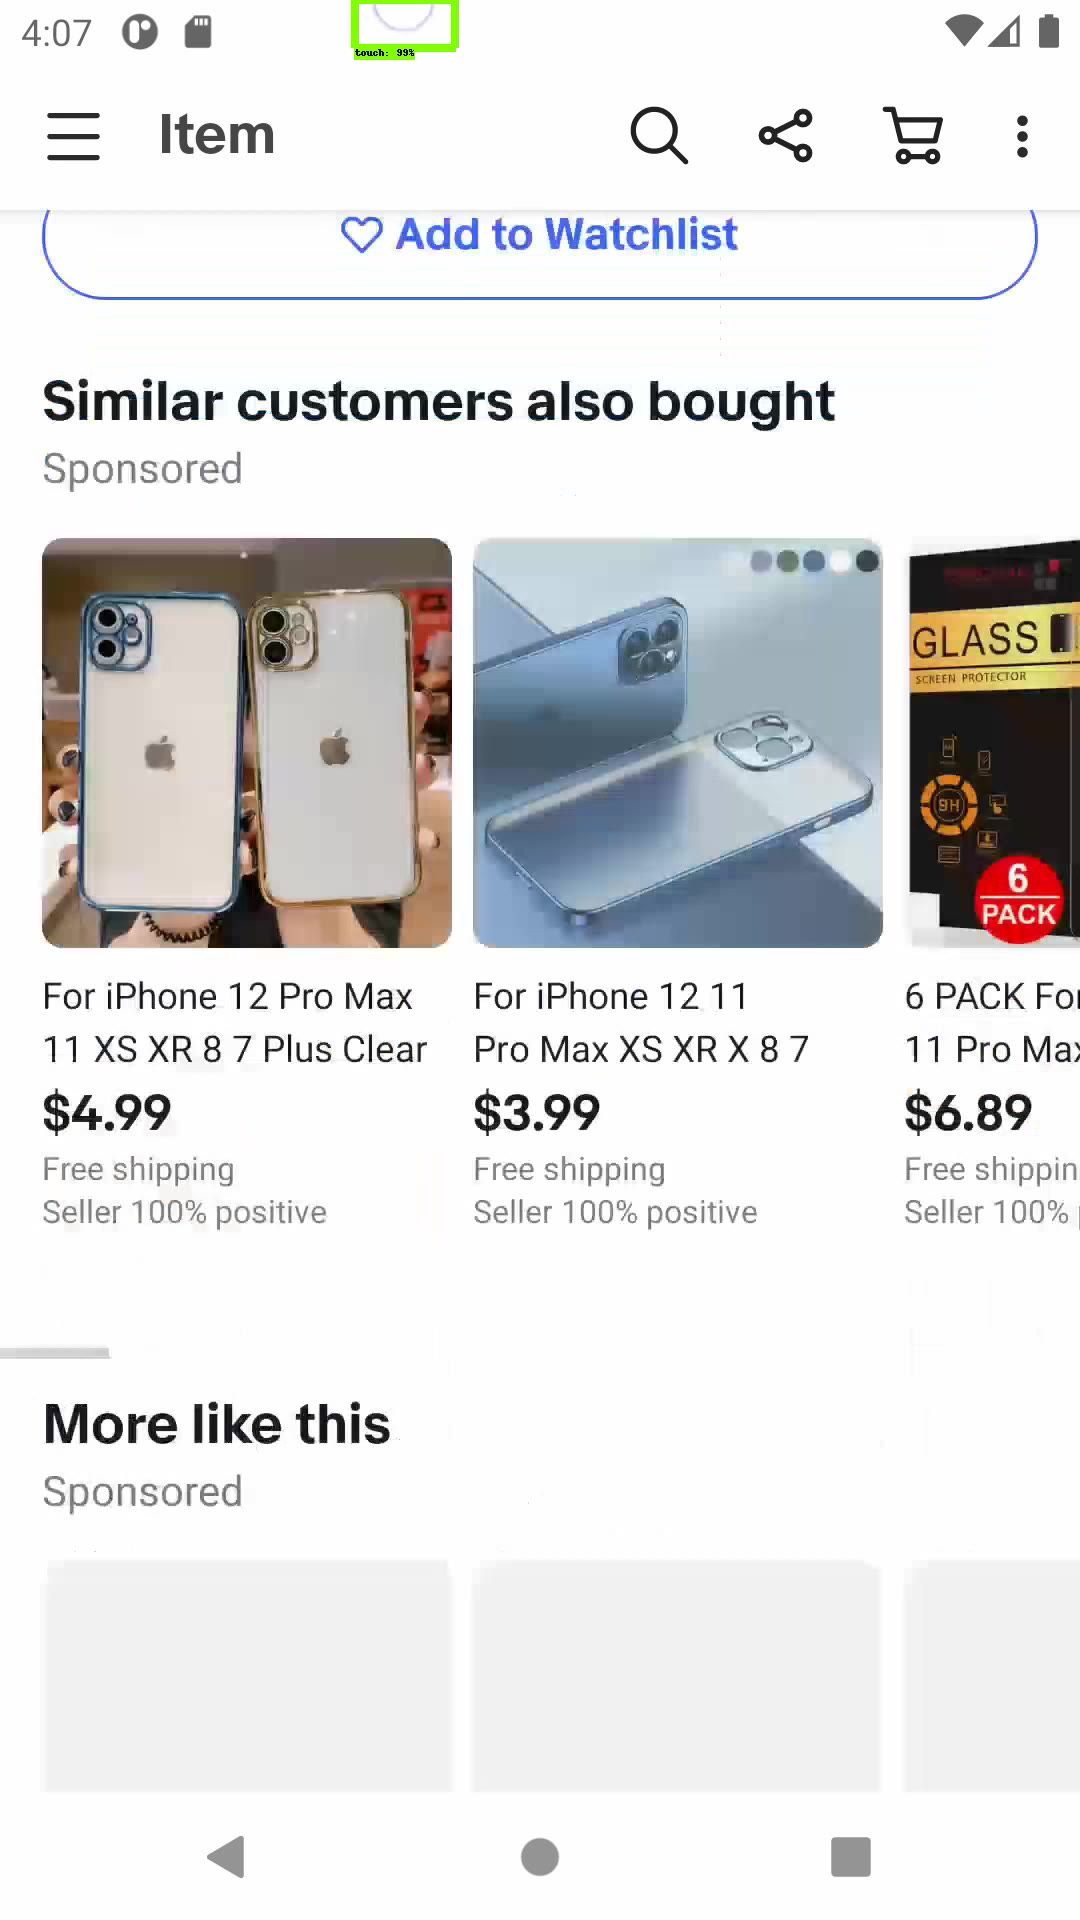 4:07
touch: 99%
Item
Add to Watchlist
Similar customers also bought
Sponsored
GLASS
SCREEN PROTECTOR
9H
6
PACK
For iPhone 12 Pro Max
11 XS XR 8 7 Plus Clear
$4.99
Free shipping
Seller 100% positive
For iPhone 12 11
Pro Max XS XR X 8 7
$3.99
Free shipping
Seller 100% positive
6 PACK For
11 Pro Max
$6.89
Free shippin
Seller 100%
More like this
Sponsored